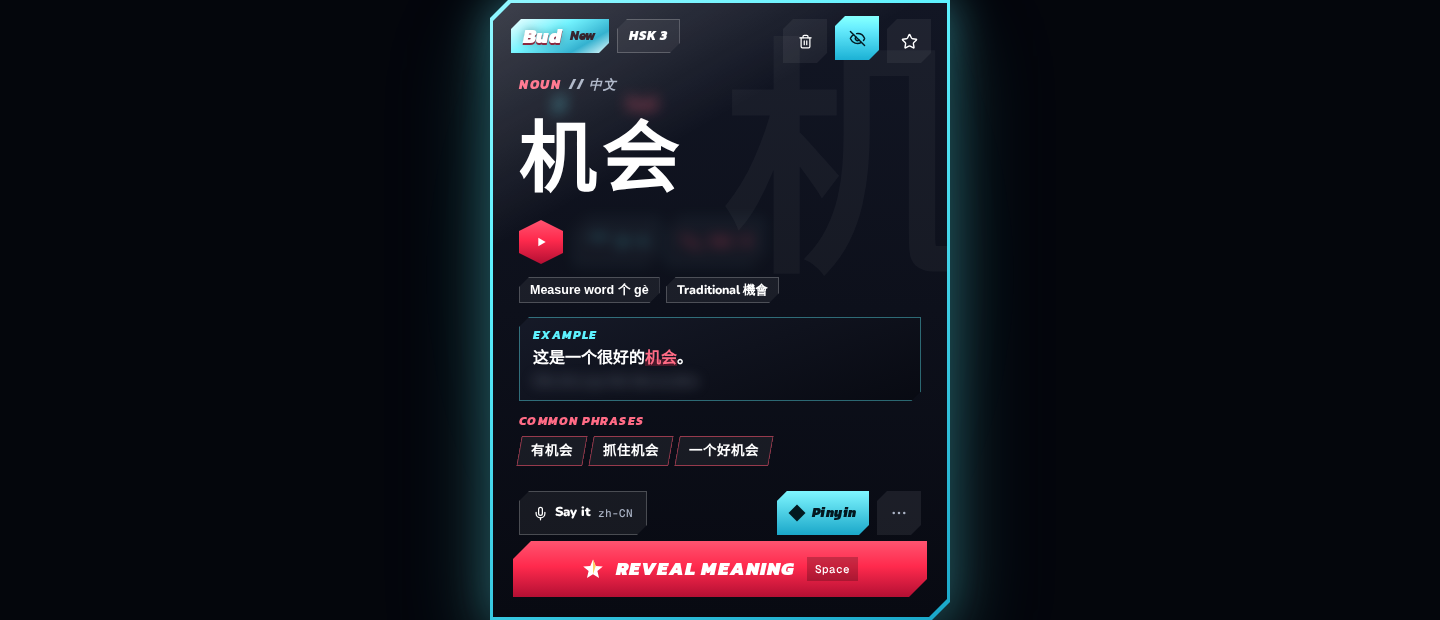 Bud New HSK 3
NOUN // 中文
机会
机
Measure word 个 gè Traditional 機會
EXAMPLE
这是一个很好的机会。
COMMON PHRASES
有机会 抓住机会 一个好机会
Say it zh-CN Pinyin
REVEAL MEANING Space